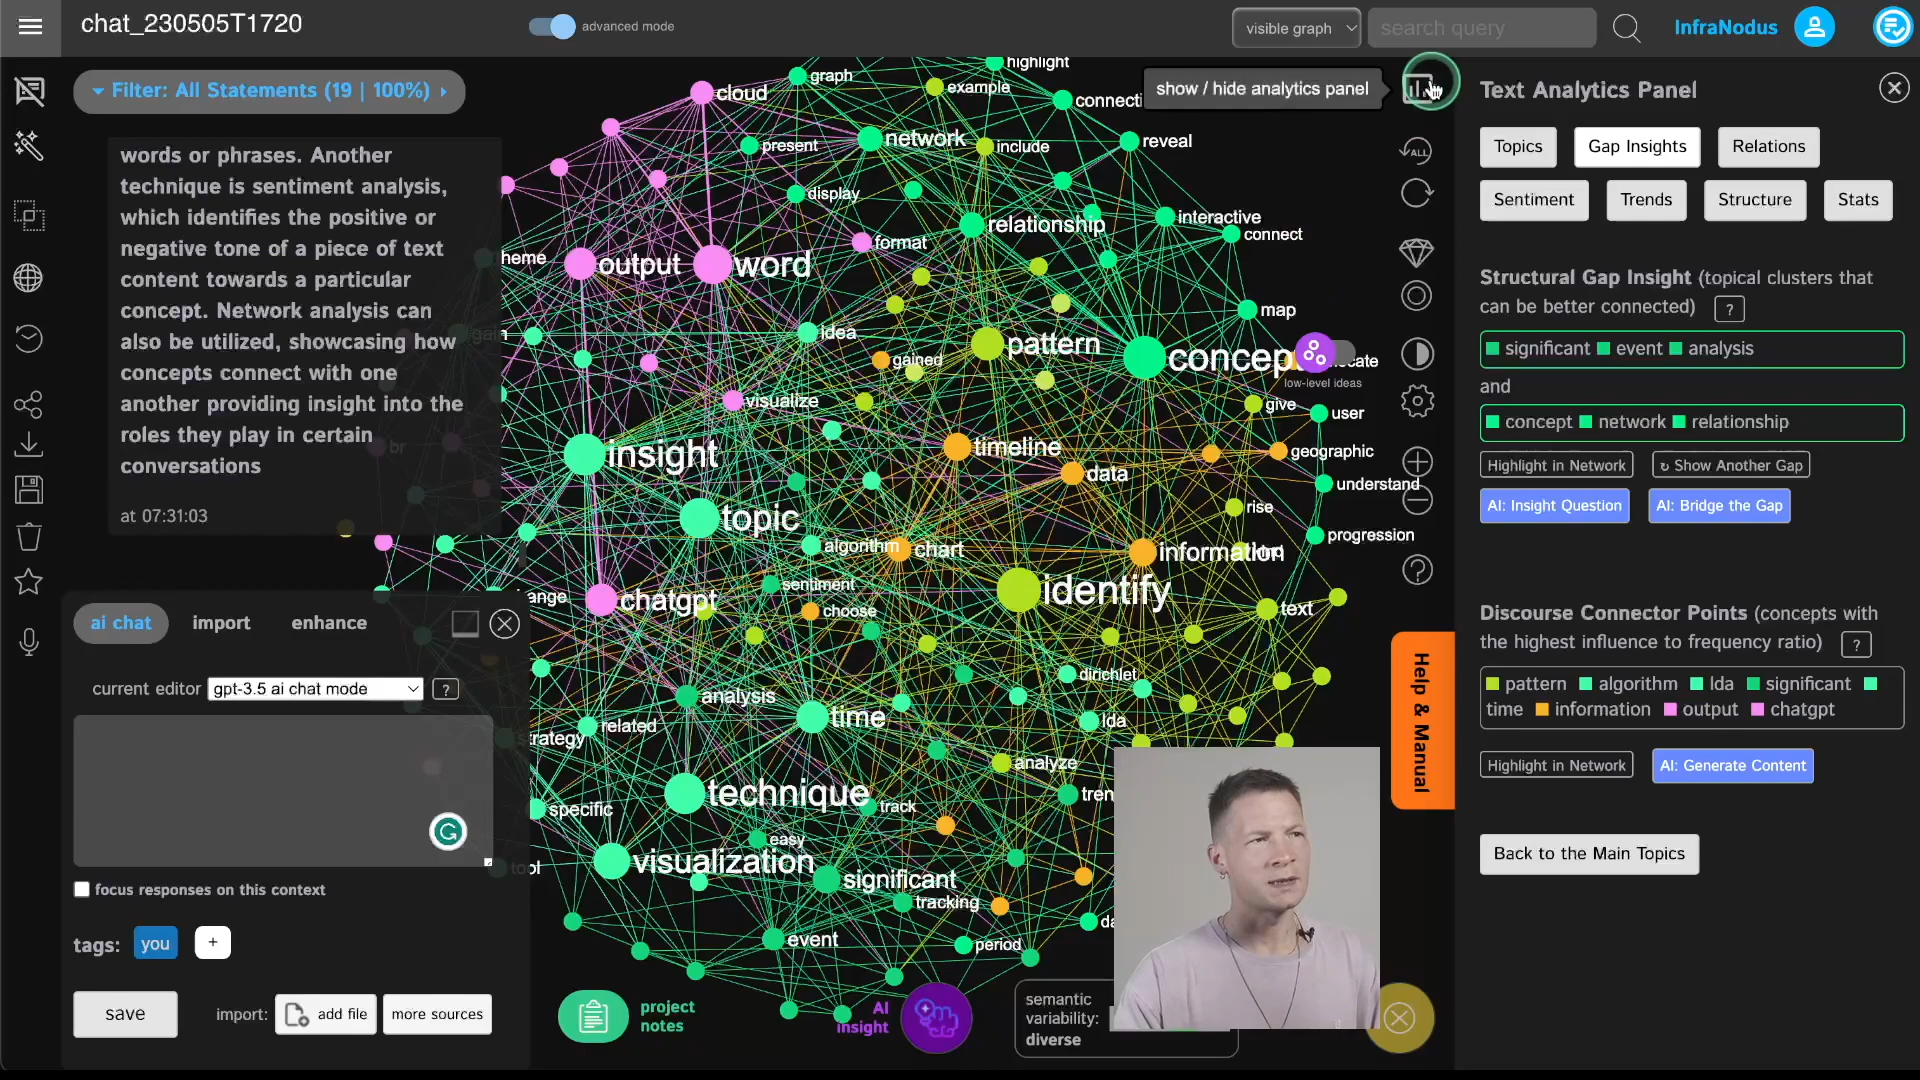 chat_230505T1720
advanced mode
visible graph
search query
InfraNodus
Filter: All Statements (19 | 100%)
words or phrases. Another
technique is sentiment analysis,
which identifies the positive or
negative tone of a piece of text
content towards a particular
concept. Network analysis can
also be utilized, showcasing how
concepts connect with one
another providing insight into the
roles they play in certain
conversations
at 07:31:03
ai chat
import
enhance
current editor
gpt-3.5 ai chat mode
?
focus responses on this context
tags:
you
+
save
import:
add file
more sources
highlight
graph
cloud
example
network
present
include
reveal
display
relationship
interactive
connect
format
output
word
idea
map
pattern
gained
low-level ideas
visualize
give
user
insight
timeline
data
geographic
understand
topic
rise
algorithm
chart
information
progression
sentiment
identify
chatgpt
choose
text
analysis
dirichlet
time
related
lda
analyze
technique
track
specific
easy
visualization
significant
tracking
event
period
project
notes
AI
insight
semantic
variability:
diverse
show / hide analytics panel
ALL
Help & Manual
Text Analytics Panel
Topics
Gap Insights
Relations
Sentiment
Trends
Structure
Stats
Structural Gap Insight (topical clusters that
can be better connected) ?
significant event analysis
and
concept network relationship
Highlight in Network
↻ Show Another Gap
AI: Insight Question
AI: Bridge the Gap
Discourse Connector Points (concepts with
the highest influence to frequency ratio) ?
pattern algorithm lda significant
time information output chatgpt
Highlight in Network
AI: Generate Content
Back to the Main Topics